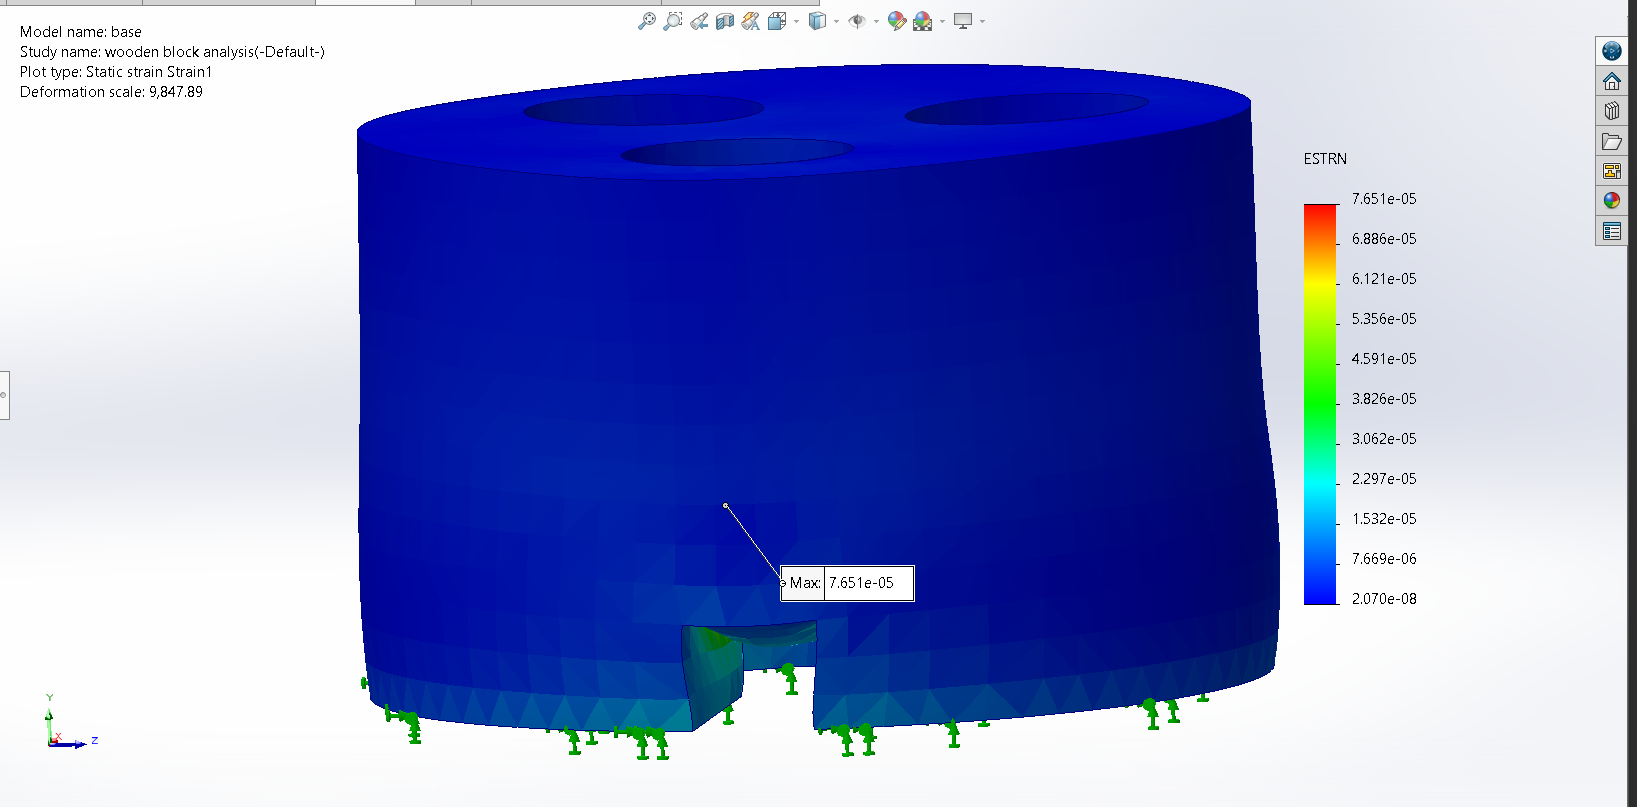 Model name: base
Study name: wooden block analysis(-Default-)
Plot type: Static strain Strain1
Deformation scale: 9,847.89
ESTRN
7.651e-05
6.886e-05
6.121e-05
5.356e-05
4.591e-05
3.826e-05
3.062e-05
2.297e-05
1.532e-05
7.669e-06
2.070e-08
Max: 7.651e-05
Y
X
Z